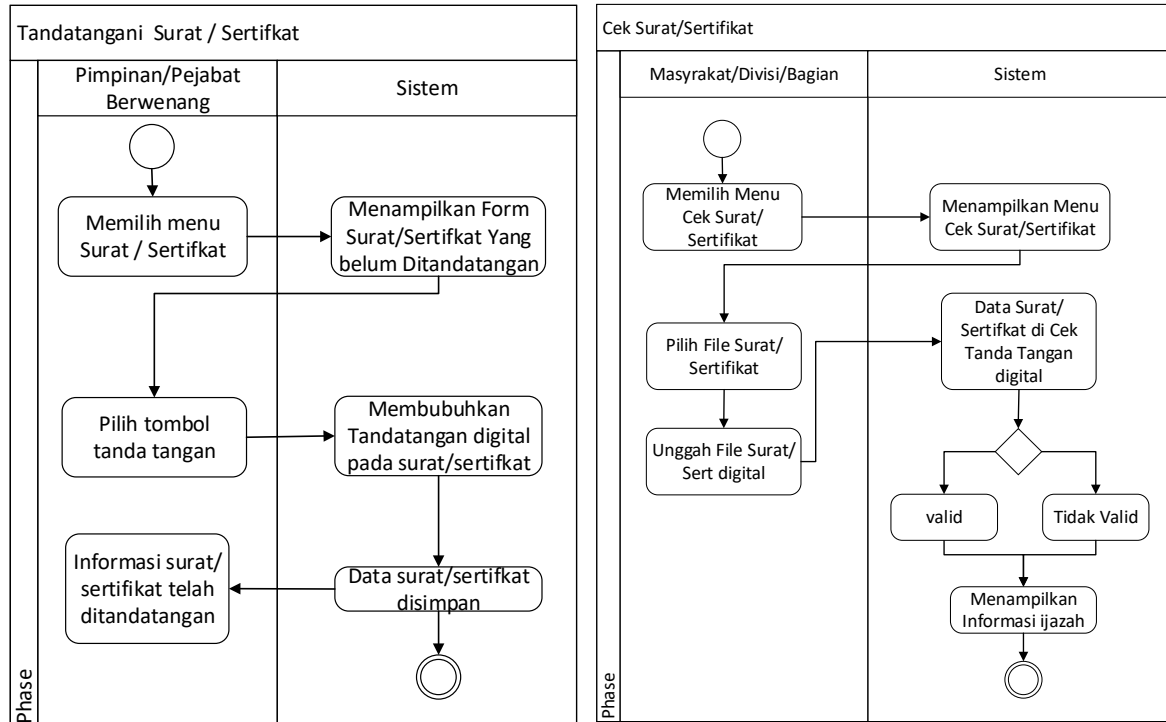 Tandatangani Surat / Sertifkat
Pimpinan/Pejabat
Berwenang
Sistem
Memilih menu
Surat / Sertifkat
Menampilkan Form
Surat/Sertifkat Yang
belum Ditandatangan
Pilih tombol
tanda tangan
Membubuhkan
Tandatangan digital
pada surat/sertifkat
Informasi surat/
sertifikat telah
ditandatangan
Data surat/sertifkat
disimpan
Phase
Cek Surat/Sertifikat
Masyrakat/Divisi/Bagian
Sistem
Memilih Menu
Cek Surat/
Sertifikat
Menampilkan Menu
Cek Surat/Sertifikat
Pilih File Surat/
Sertifikat
Data Surat/
Sertifkat di Cek
Tanda Tangan
digital
Unggah File Surat/
Sert digital
valid
Tidak Valid
Menampilkan
Informasi ijazah
Phase